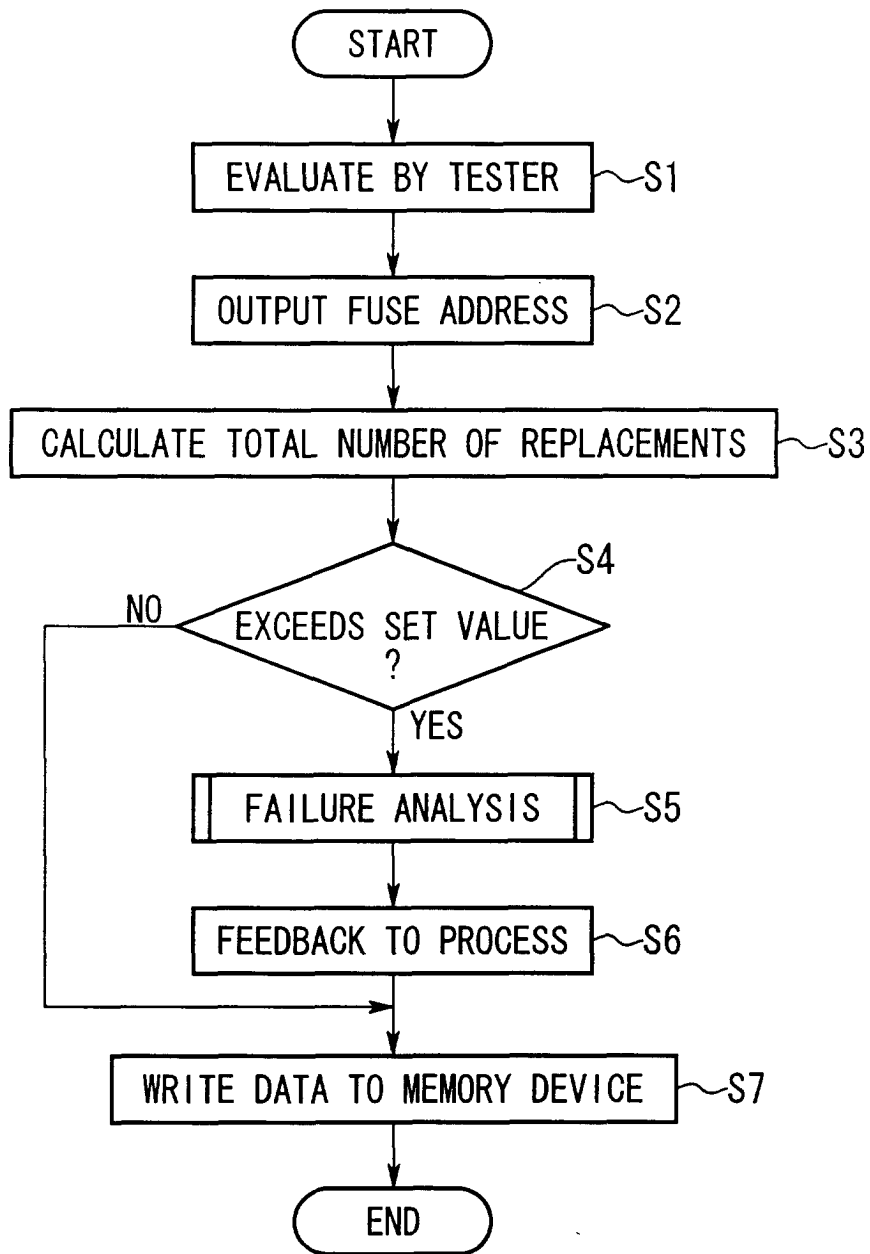 START
EVALUATE BY TESTER
S1
OUTPUT FUSE ADDRESS
S2
CALCULATE TOTAL NUMBER OF REPLACEMENTS
S3
S4
NO
EXCEEDS SET VALUE
?
YES
FAILURE ANALYSIS
S5
FEEDBACK TO PROCESS
S6
WRITE DATA TO MEMORY DEVICE
S7
END